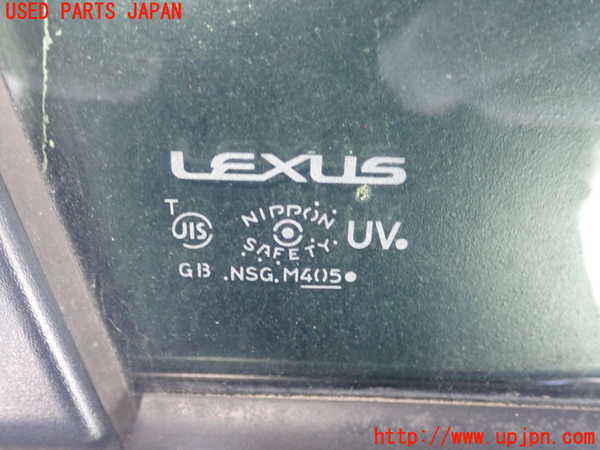 USED PARTS JAPAN
LEXUS
T
JIS
NIPPON
SAFETY
UV.
GB .NSG.M405
http://www.upjpn.com/